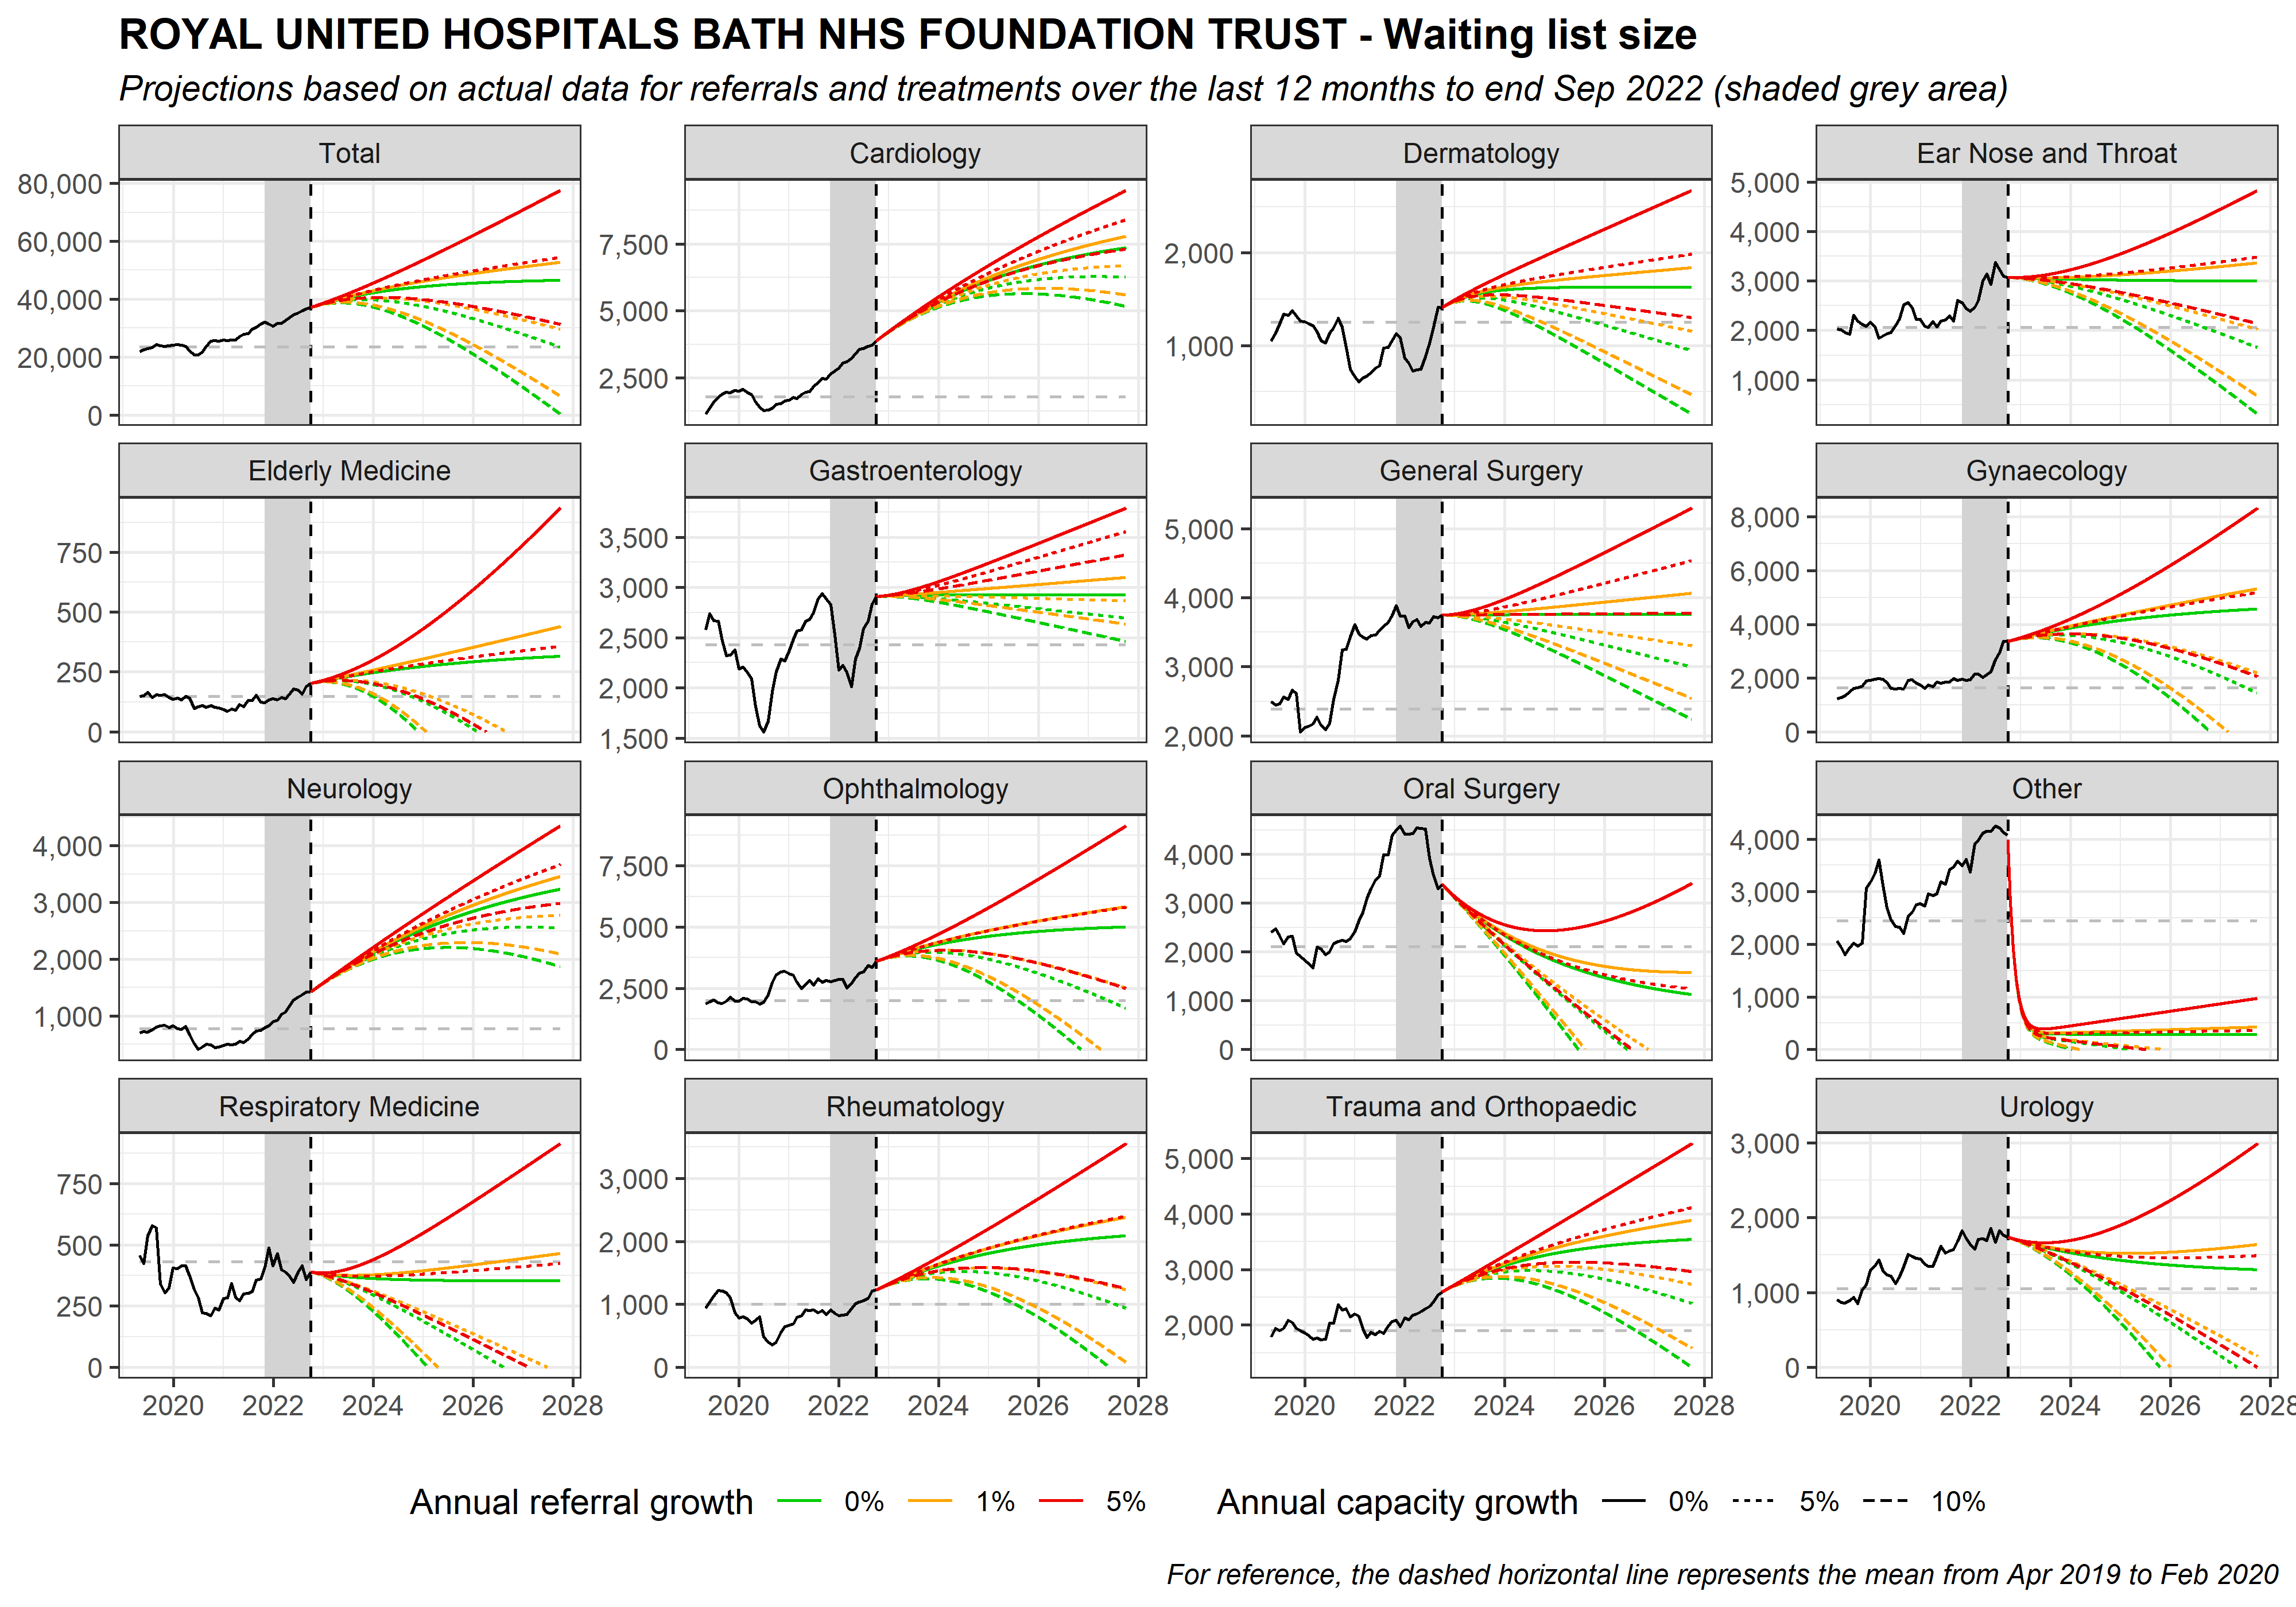 ROYAL UNITED HOSPITALS BATH NHS FOUNDATION TRUST - Waiting list size
Projections based on actual data for referrals and treatments over the last 12 months to end Sep 2022 (shaded grey area)
Total
80,000
60,000
40,000
20,000
0
Cardiology
7,500
5,000
2,500
Dermatology
2,000
1,000
Ear Nose and Throat
5,000
4,000
3,000
2,000
1,000
Elderly Medicine
750
500
250
0
Gastroenterology
3,500
3,000
2,500
2,000
1,500
General Surgery
5,000
4,000
3,000
2,000
Gynaecology
8,000
6,000
4,000
2,000
0
Neurology
4,000
3,000
2,000
1,000
Ophthalmology
7,500
5,000
2,500
0
Oral Surgery
4,000
3,000
2,000
1,000
0
Other
4,000
3,000
2,000
1,000
0
Respiratory Medicine
750
500
250
0
2020 2022 2024 2026 2028
Rheumatology
3,000
2,000
1,000
0
2020 2022 2024 2026 2028
Trauma and Orthopaedic
5,000
4,000
3,000
2,000
2020 2022 2024 2026 2028
Urology
3,000
2,000
1,000
0
2020 2022 2024 2026 2028
Annual referral growth 0% 1% 5%
Annual capacity growth 0% 5% 10%
For reference, the dashed horizontal line represents the mean from Apr 2019 to Feb 2020